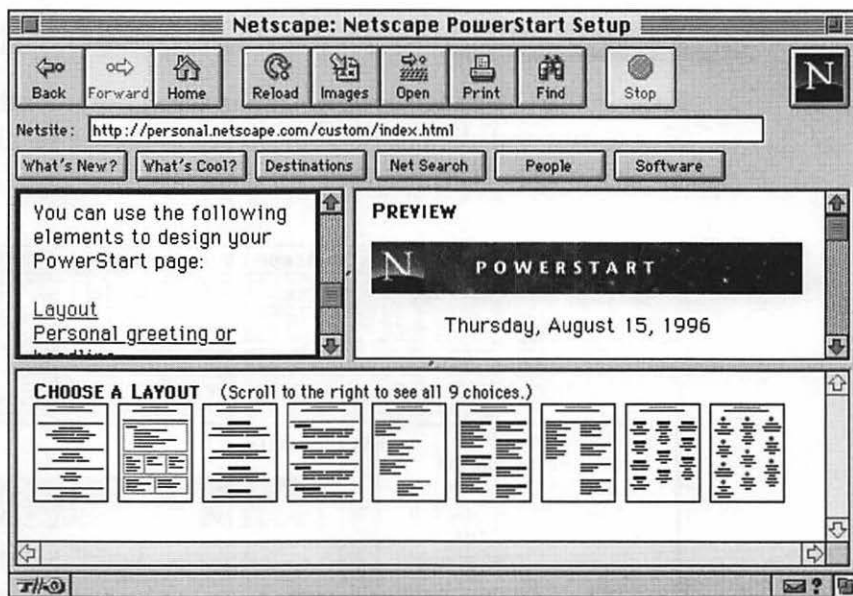 Netscape: Netscape PowerStart Setup
Back Forward Home Reload Images Open Print Find Stop
N
Netsite: http://personal.netscape.com/custom/index.html
What's New? What's Cool? Destinations Net Search People Software
You can use the following
elements to design your
PowerStart page:
Layout
Personal greeting or
headline
PREVIEW
N POWERSTART
Thursday, August 15, 1996
CHOOSE A LAYOUT (Scroll to the right to see all 9 choices.)
?